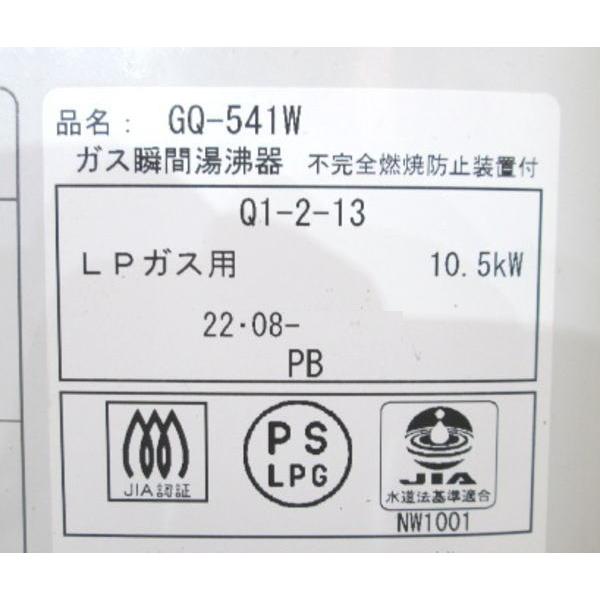 品名： GQ-541W
ガス瞬間湯沸器 不完全燃焼防止装置付
Q1-2-13
LPガス用 10.5kW
22・08-
PB
JIA認証
PS
LPG
JIA
水道法基準適合
NW1001